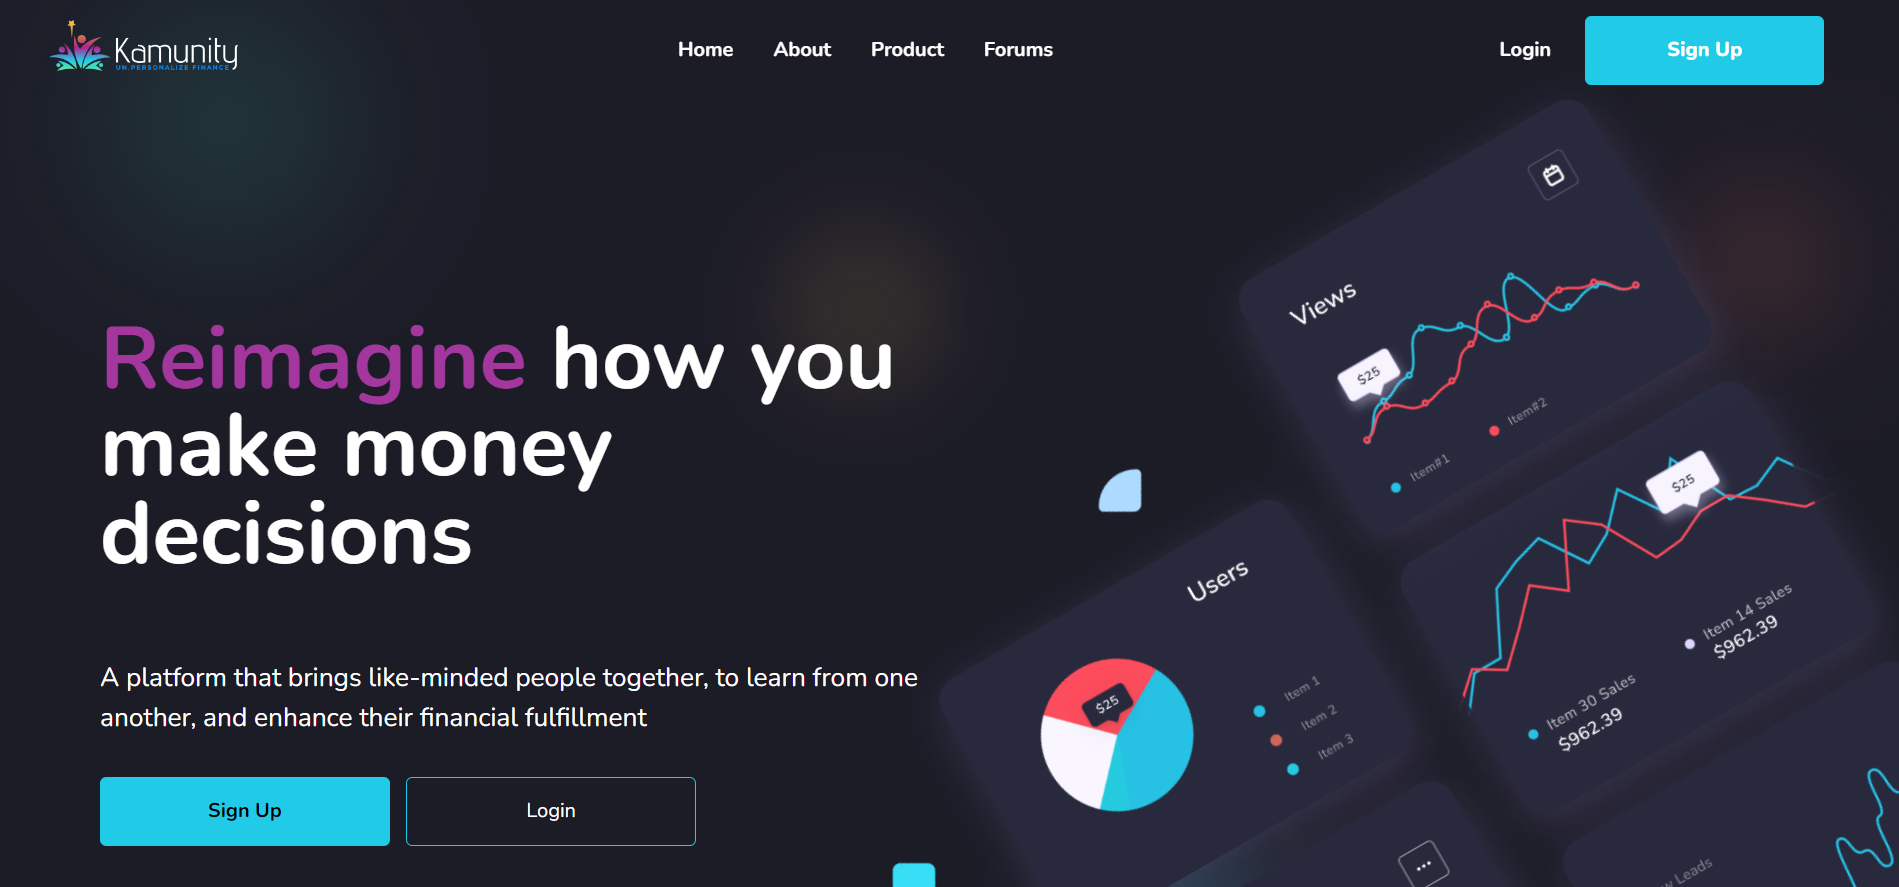 Kamunity
UN.PERSONALIZE FINANCE
Home
About
Product
Forums
Login
Sign Up
Reimagine how you
make money
decisions
A platform that brings like-minded people together, to learn from one
another, and enhance their financial fulfillment
Sign Up
Login
Views
$25
Item#1
Item#2
$25
Item 14 Sales
$962.39
Item 30 Sales
$962.39
Users
$25
Item 1
Item 2
Item 3
Leads